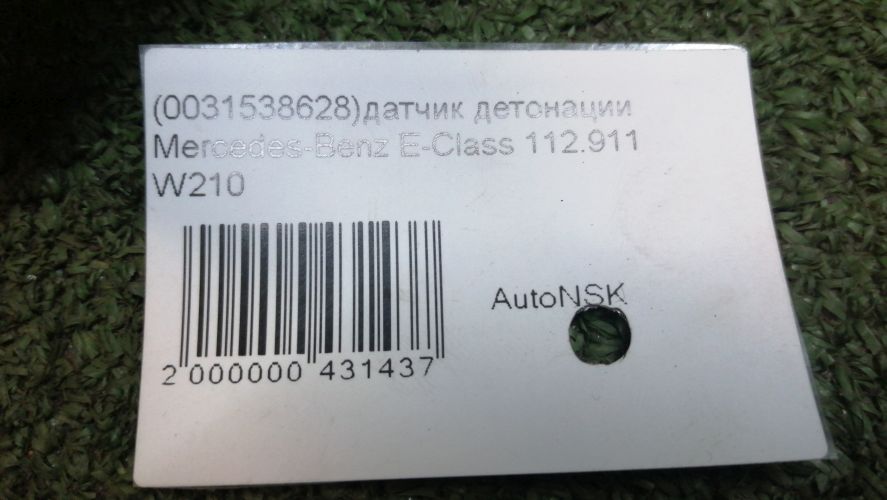 (0031538628)датчик детонации
Mercedes-Benz E-Class 112.911
W210
AutoNSK
2 000000 431437